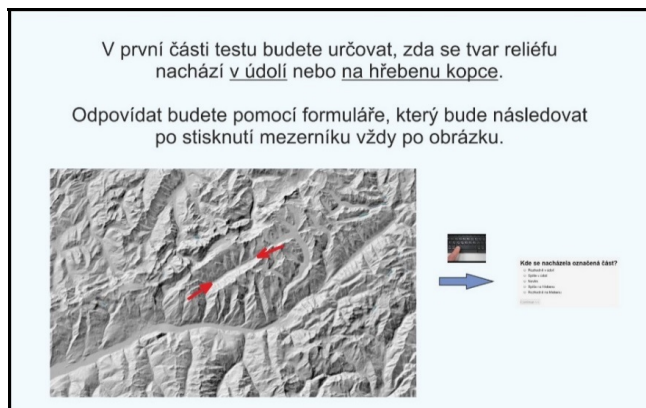 V první části testu budete určovat, zda se tvar reliéfu
nachází v údolí nebo na hřebenu kopce.
Odpovídat budete pomocí formuláře, který bude následovat
po stisknutí mezerníku vždy po obrázku.
Kde se nacházela označená část?